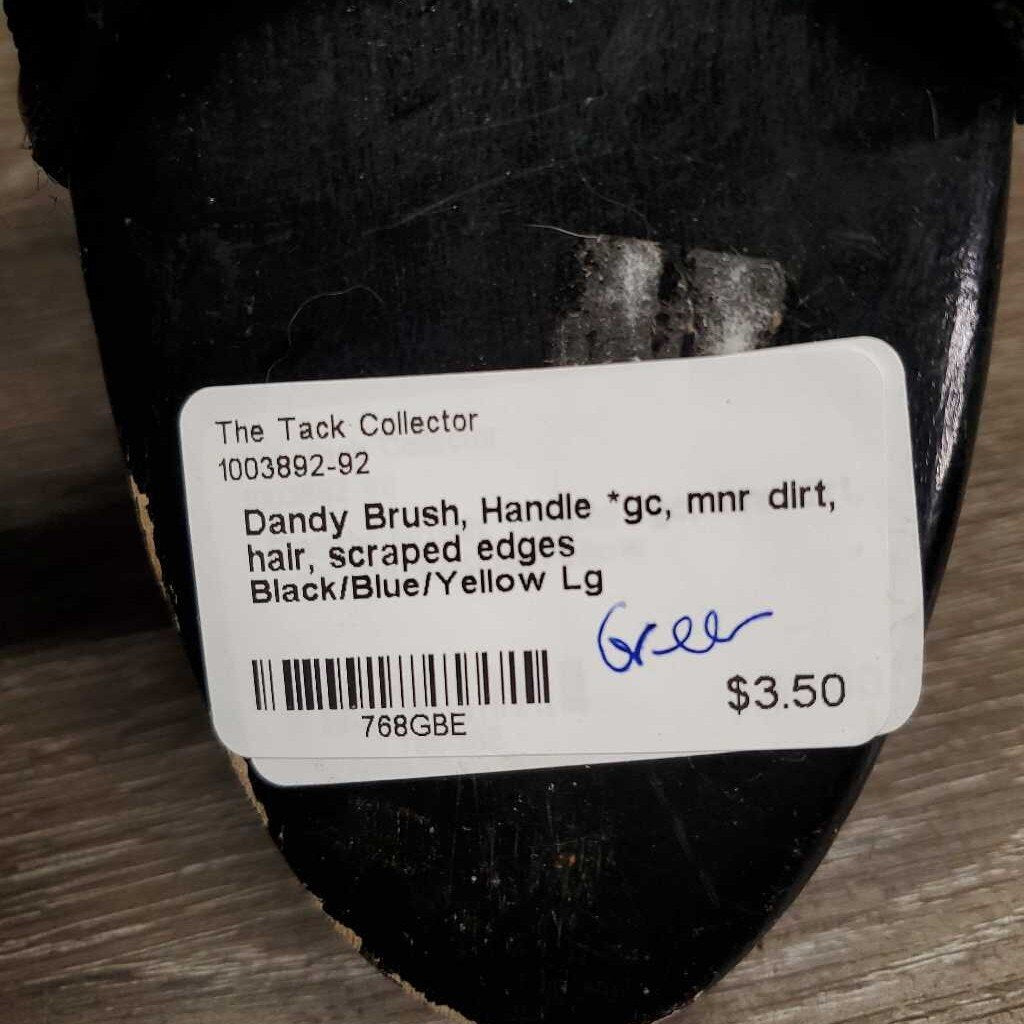 The Tack Collector
1003892-92
Dandy Brush, Handle *gc, mnr dirt,
hair, scraped edges
Black/Blue/Yellow Lg
Green
768GBE
$3.50